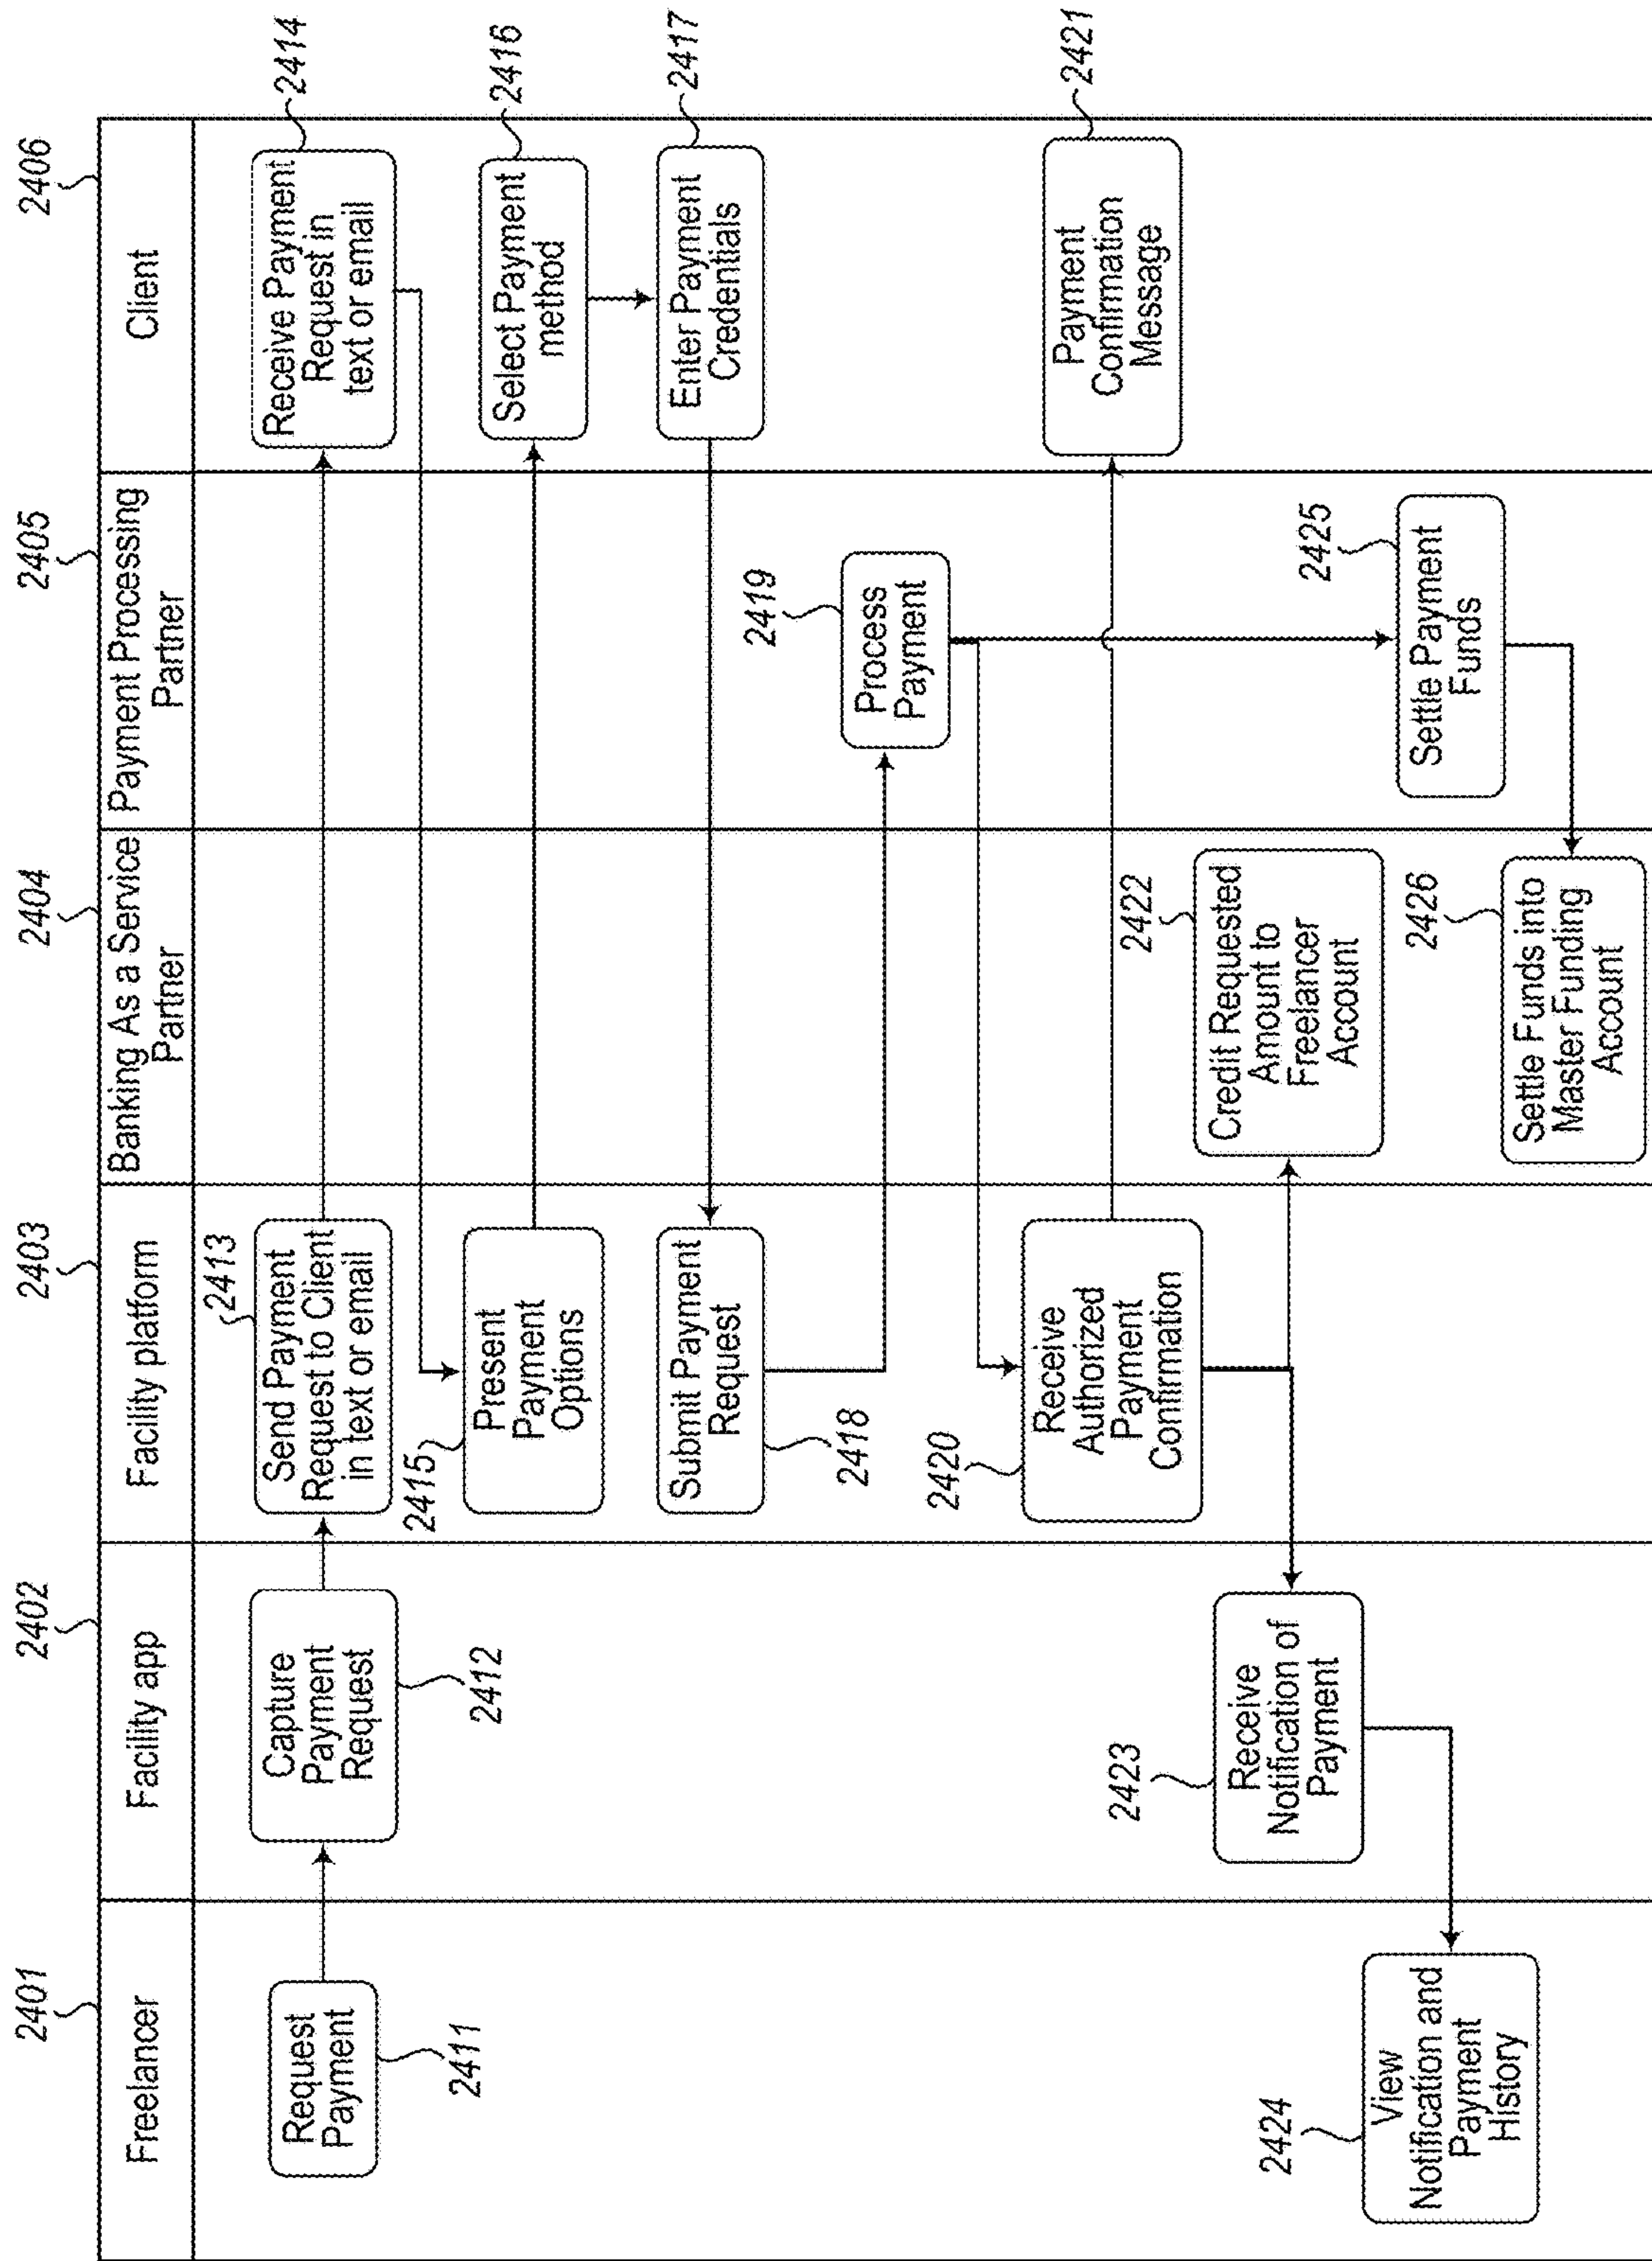 2401
2402
2403
2404
2405
2406
Freelancer
Facility app
Facility platform
Banking As a Service
Partner
Payment Processing
Partner
Client
Request
Payment
2411
Capture
Payment
Request
2412
2413
Send Payment
Request to Client
in text or email
Receive Payment
Request in
text or email
2414
2415
Present
Payment
Options
Select Payment
method
2416
Enter Payment
Credentials
2417
Submit Payment
Request
2418
2419
Process
Payment
2420
Receive
Authorized
Payment
Confirmation
Payment
Confirmation
Message
2421
2422
Credit Requested
Amount to
Freelancer
Account
2423
Receive
Notification of
Payment
2424
View
Notification and
Payment
History
2425
Settle Payment
Funds
2426
Settle Funds into
Master Funding
Account